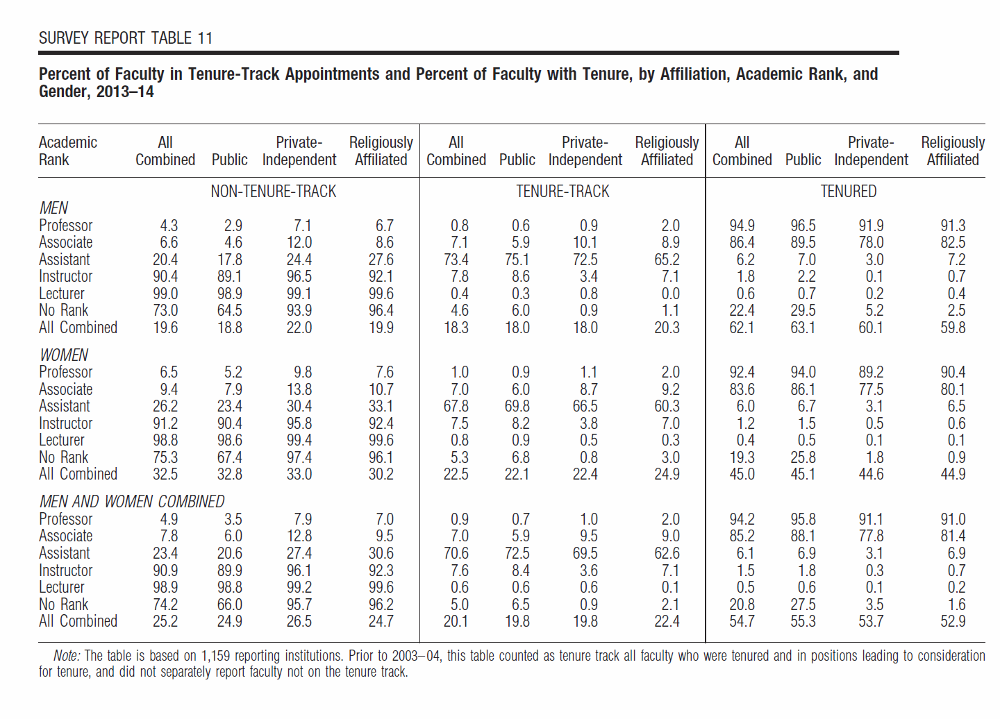 SURVEY REPORT TABLE 11
Percent of Faculty in Tenure-Track Appointments and Percent of Faculty with Tenure, by Affiliation, Academic Rank, and
Gender, 2013–14
Academic All Private- Religiously All Private- Religiously All Private- Religiously
Rank Combined Public Independent Affiliated Combined Public Independent Affiliated Combined Public Independent Affiliated
NON-TENURE-TRACK TENURE-TRACK TENURED
MEN
Professor 4.3 2.9 7.1 6.7 0.8 0.6 0.9 2.0 94.9 96.5 91.9 91.3
Associate 6.6 4.6 12.0 8.6 7.1 5.9 10.1 8.9 86.4 89.5 78.0 82.5
Assistant 20.4 17.8 24.4 27.6 73.4 75.1 72.5 65.2 6.2 7.0 3.0 7.2
Instructor 90.4 89.1 96.5 92.1 7.8 8.6 3.4 7.1 1.8 2.2 0.1 0.7
Lecturer 99.0 98.9 99.1 99.6 0.4 0.3 0.8 0.0 0.6 0.7 0.2 0.4
No Rank 73.0 64.5 93.9 96.4 4.6 6.0 0.9 1.1 22.4 29.5 5.2 2.5
All Combined 19.6 18.8 22.0 19.9 18.3 18.0 18.0 20.3 62.1 63.1 60.1 59.8
WOMEN
Professor 6.5 5.2 9.8 7.6 1.0 0.9 1.1 2.0 92.4 94.0 89.2 90.4
Associate 9.4 7.9 13.8 10.7 7.0 6.0 8.7 9.2 83.6 86.1 77.5 80.1
Assistant 26.2 23.4 30.4 33.1 67.8 69.8 66.5 60.3 6.0 6.7 3.1 6.5
Instructor 91.2 90.4 95.8 92.4 7.5 8.2 3.8 7.0 1.2 1.5 0.5 0.6
Lecturer 98.8 98.6 99.4 99.6 0.8 0.9 0.5 0.3 0.4 0.5 0.1 0.1
No Rank 75.3 67.4 97.4 96.1 5.3 6.8 0.8 3.0 19.3 25.8 1.8 0.9
All Combined 32.5 32.8 33.0 30.2 22.5 22.1 22.4 24.9 45.0 45.1 44.6 44.9
MEN AND WOMEN COMBINED
Professor 4.9 3.5 7.9 7.0 0.9 0.7 1.0 2.0 94.2 95.8 91.1 91.0
Associate 7.8 6.0 12.8 9.5 7.0 5.9 9.5 9.0 85.2 88.1 77.8 81.4
Assistant 23.4 20.6 27.4 30.6 70.6 72.5 69.5 62.6 6.1 6.9 3.1 6.9
Instructor 90.9 89.9 96.1 92.3 7.6 8.4 3.6 7.1 1.5 1.8 0.3 0.7
Lecturer 98.9 98.8 99.2 99.6 0.6 0.6 0.6 0.1 0.5 0.6 0.1 0.2
No Rank 74.2 66.0 95.7 96.2 5.0 6.5 0.9 2.1 20.8 27.5 3.5 1.6
All Combined 25.2 24.9 26.5 24.7 20.1 19.8 19.8 22.4 54.7 55.3 53.7 52.9
Note: The table is based on 1,159 reporting institutions. Prior to 2003–04, this table counted as tenure track all faculty who were tenured and in positions leading to consideration
for tenure, and did not separately report faculty not on the tenure track.